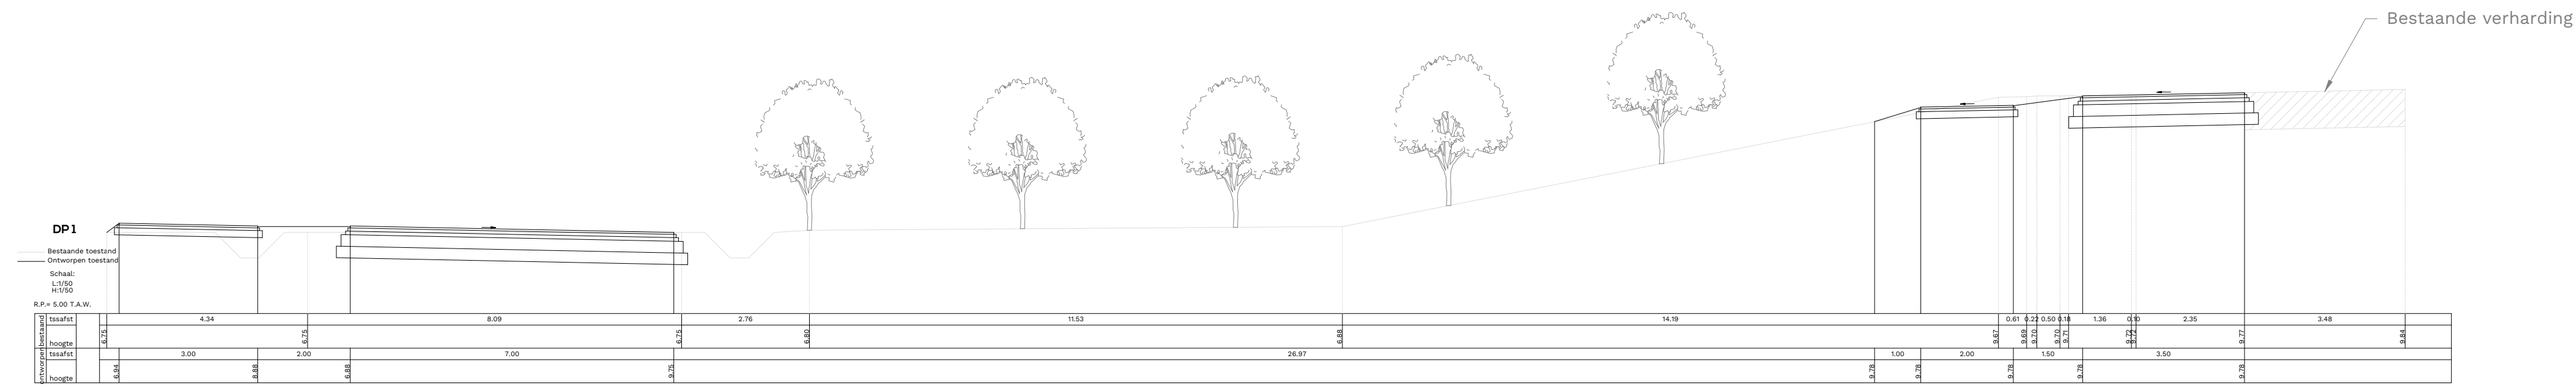 Bestaande verharding
DP 1
Bestaande toestand
Ontworpen toestand
Schaal:
L:1/50
H:1/50
R.P.= 5.00 T.A.W.
bestaand
tssafst 4.34 8.09 2.76 11.53 14.19 0.61 0.22 0.50 0.18 1.36 0.10 2.35 3.48
hoogte 6.75 6.75 6.75 6.80 6.88 9.67 9.69 9.70 9.70 9.71 9.72 9.72 9.77 9.84
ontworpen
tssafst 3.00 2.00 7.00 26.97 1.00 2.00 1.50 3.50
hoogte 6.94 8.88 6.88 9.75 9.78 9.78 9.78 9.78 9.78